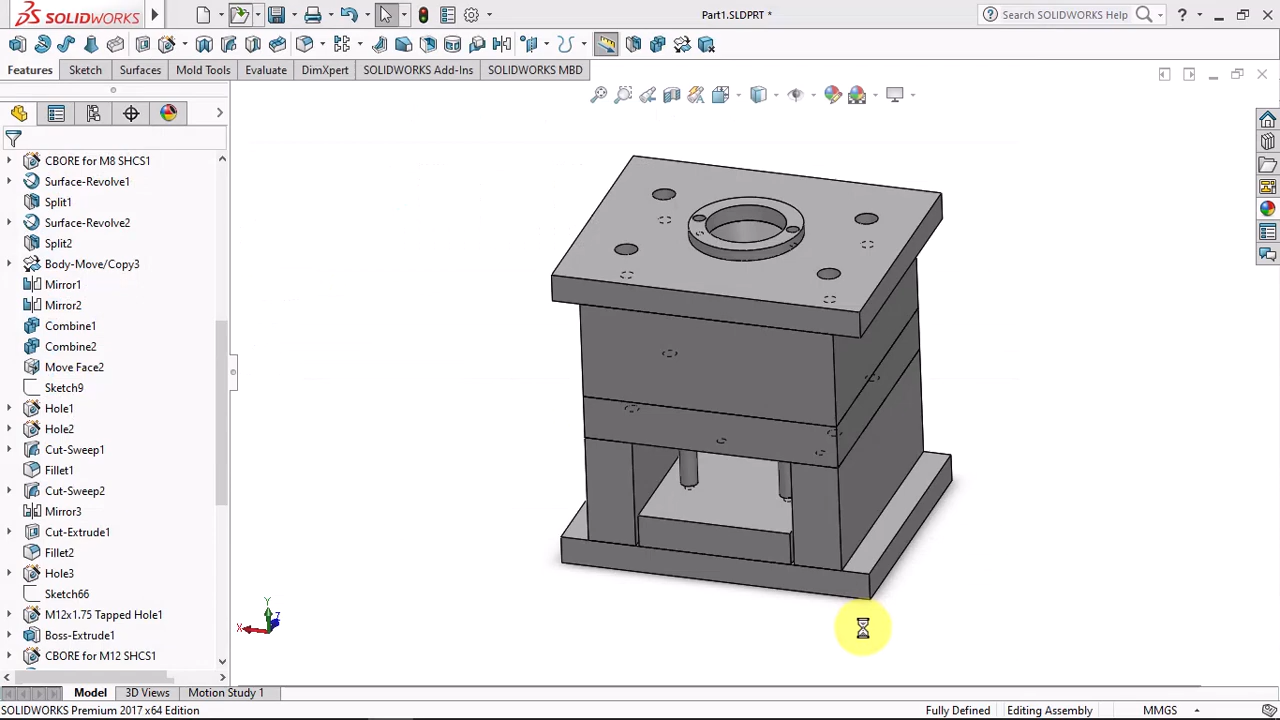 SOLIDWORKS
Part1.SLDPRT *
Search SOLIDWORKS Help
Features
Sketch
Surfaces
Mold Tools
Evaluate
DimXpert
SOLIDWORKS Add-Ins
SOLIDWORKS MBD
CBORE for M8 SHCS1
Surface-Revolve1
Split1
Surface-Revolve2
Split2
Body-Move/Copy3
Mirror1
Mirror2
Combine1
Combine2
Move Face2
Sketch9
Hole1
Hole2
Cut-Sweep1
Fillet1
Cut-Sweep2
Mirror3
Cut-Extrude1
Fillet2
Hole3
Sketch66
M12x1.75 Tapped Hole1
Boss-Extrude1
CBORE for M12 SHCS1
Y
X
Z
Model
3D Views
Motion Study 1
SOLIDWORKS Premium 2017 x64 Edition
Fully Defined
Editing Assembly
MMGS